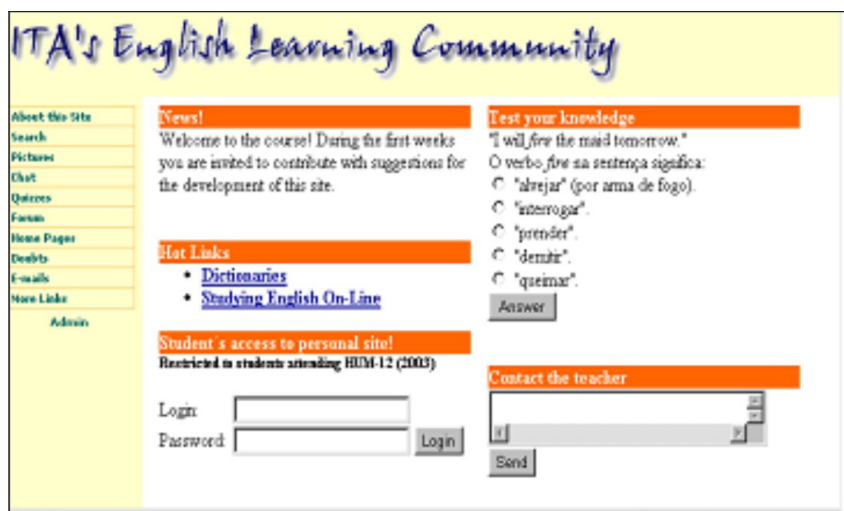 ITA's English Learning Community
About this Site
Search
Pictures
Chat
Quizzes
Forum
Home Pages
Doubts
E-mails
More Links
Admin
News!
Welcome to the course! During the first weeks
you are invited to contribute with suggestions for
the development of this site.
Hot Links
Dictionaries
Studying English On-Line
Student´s access to personal site!
Restricted to students attending HUM-12 (2003)
Login:
Password:
Login
Test your knowledge
"I will fire the maid tomorrow."
O verbo fire na sentença significa:
"alvejar" (por arma de fogo).
"interrogar".
"prender".
"demitir".
"queimar".
Answer
Contact the teacher
Send